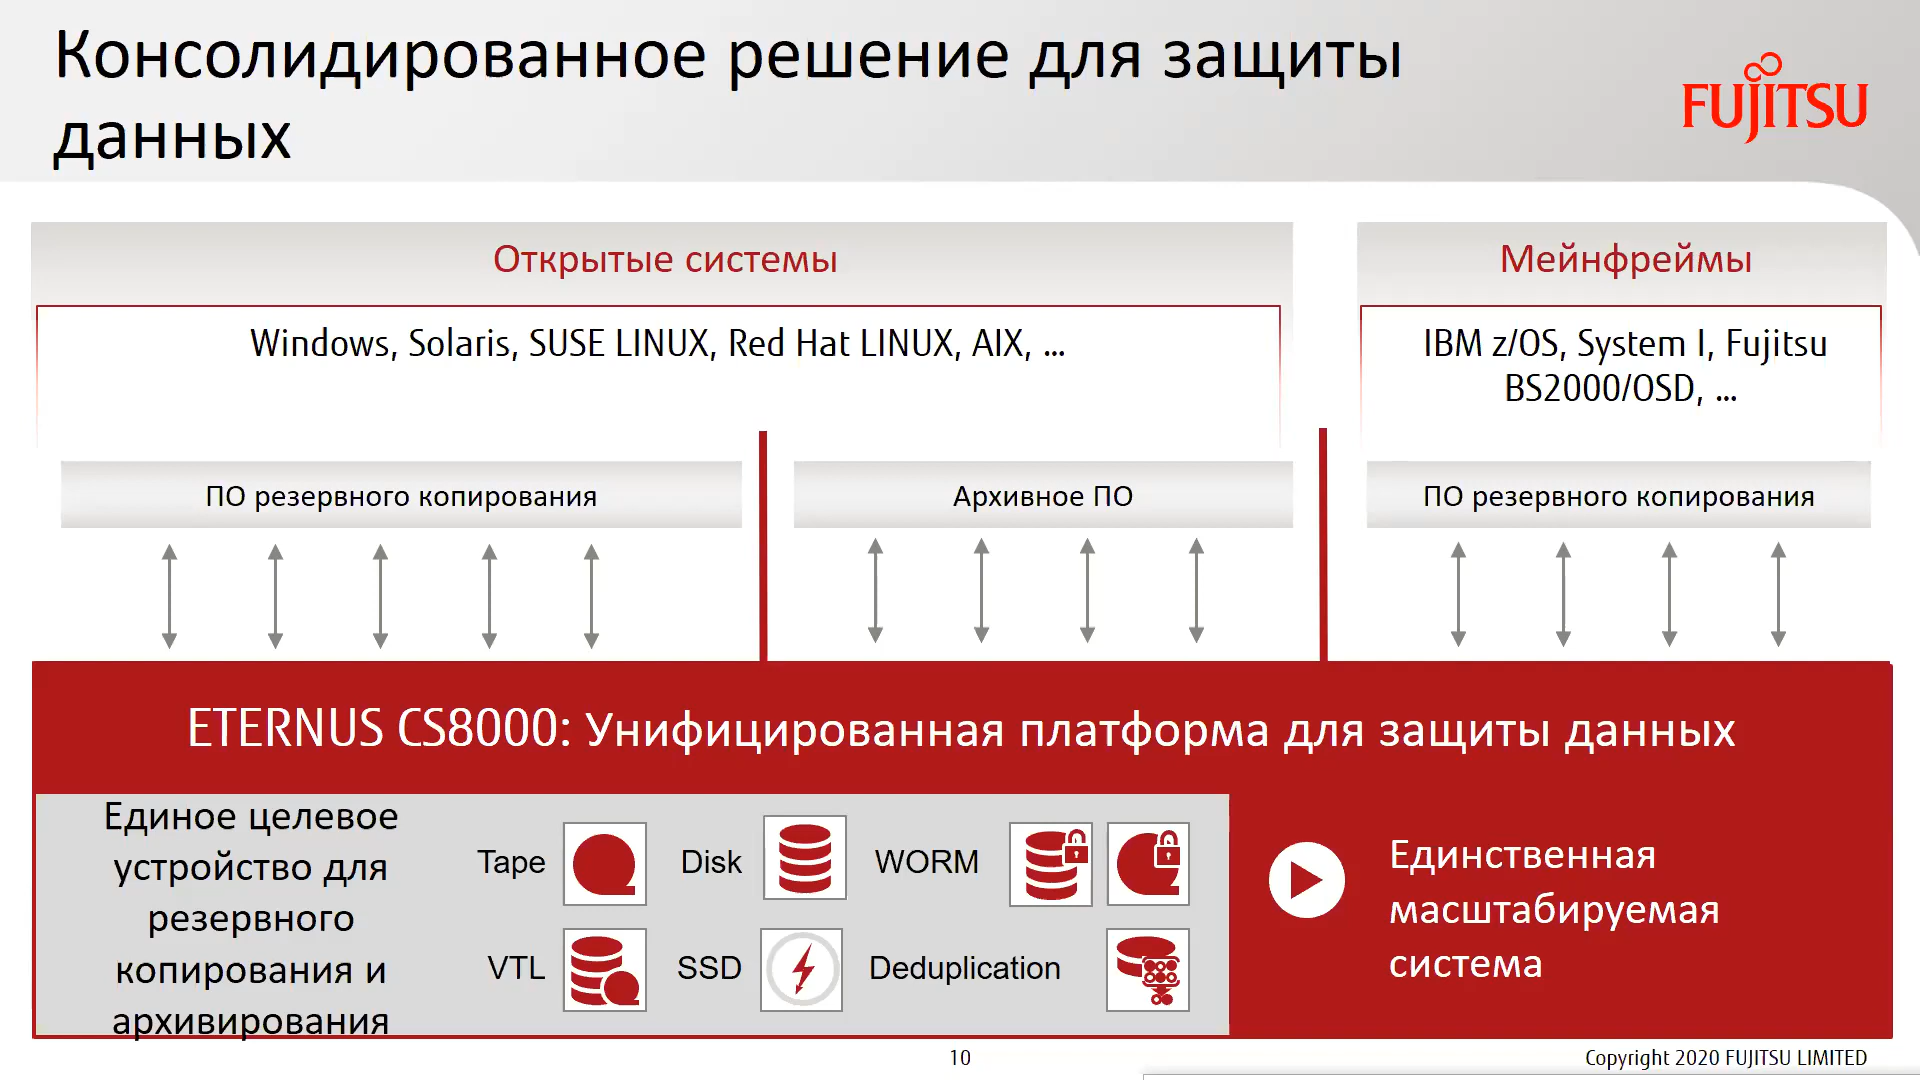 Консолидированное решение для защиты
данных
FUJITSU
Открытые системы
Windows, Solaris, SUSE LINUX, Red Hat LINUX, AIX, ...
Мейнфреймы
IBM z/OS, System I, Fujitsu
BS2000/OSD, ...
ПО резервного копирования
Архивное ПО
ПО резервного копирования
ETERNUS CS8000: Унифицированная платформа для защиты данных
Единое целевое
устройство для
резервного
копирования и
архивирования
Tape
Disk
WORM
VTL
SSD
Deduplication
Единственная
масштабируемая
система
10
Copyright 2020 FUJITSU LIMITED